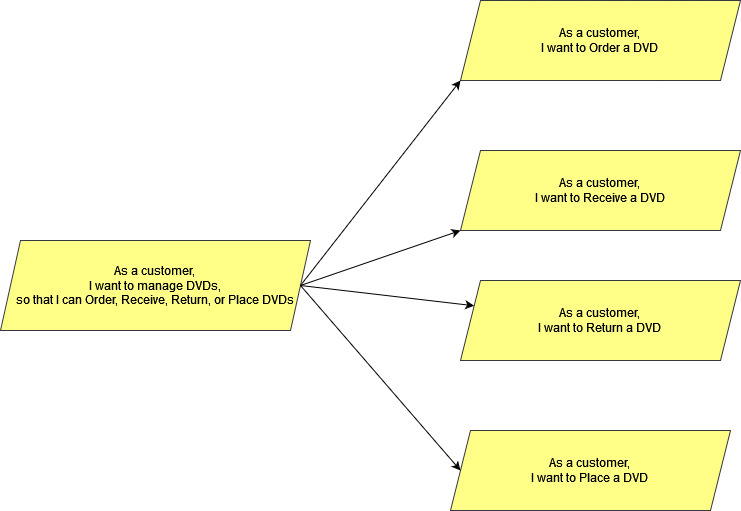 As a customer,
I want to Order a DVD
As a customer,
I want to Receive a DVD
As a customer,
I want to manage DVDs,
so that I can Order, Receive, Return, or Place DVDs
As a customer,
I want to Return a DVD
As a customer,
I want to Place a DVD